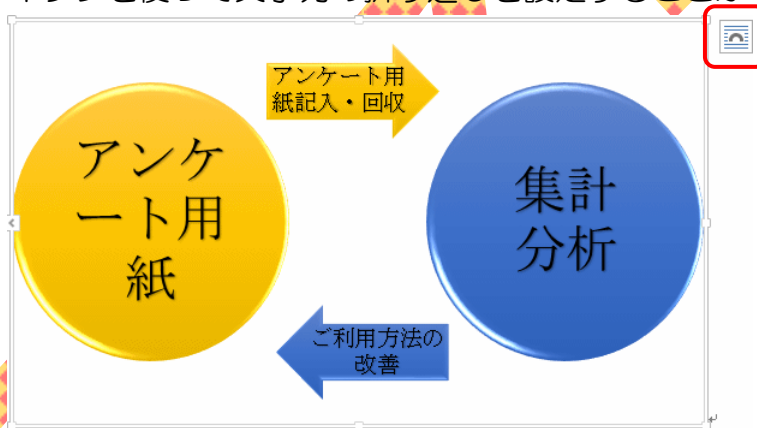 アンケート用
紙記入・回収
アンケ
ート用
紙
集計
分析
ご利用方法の
改善